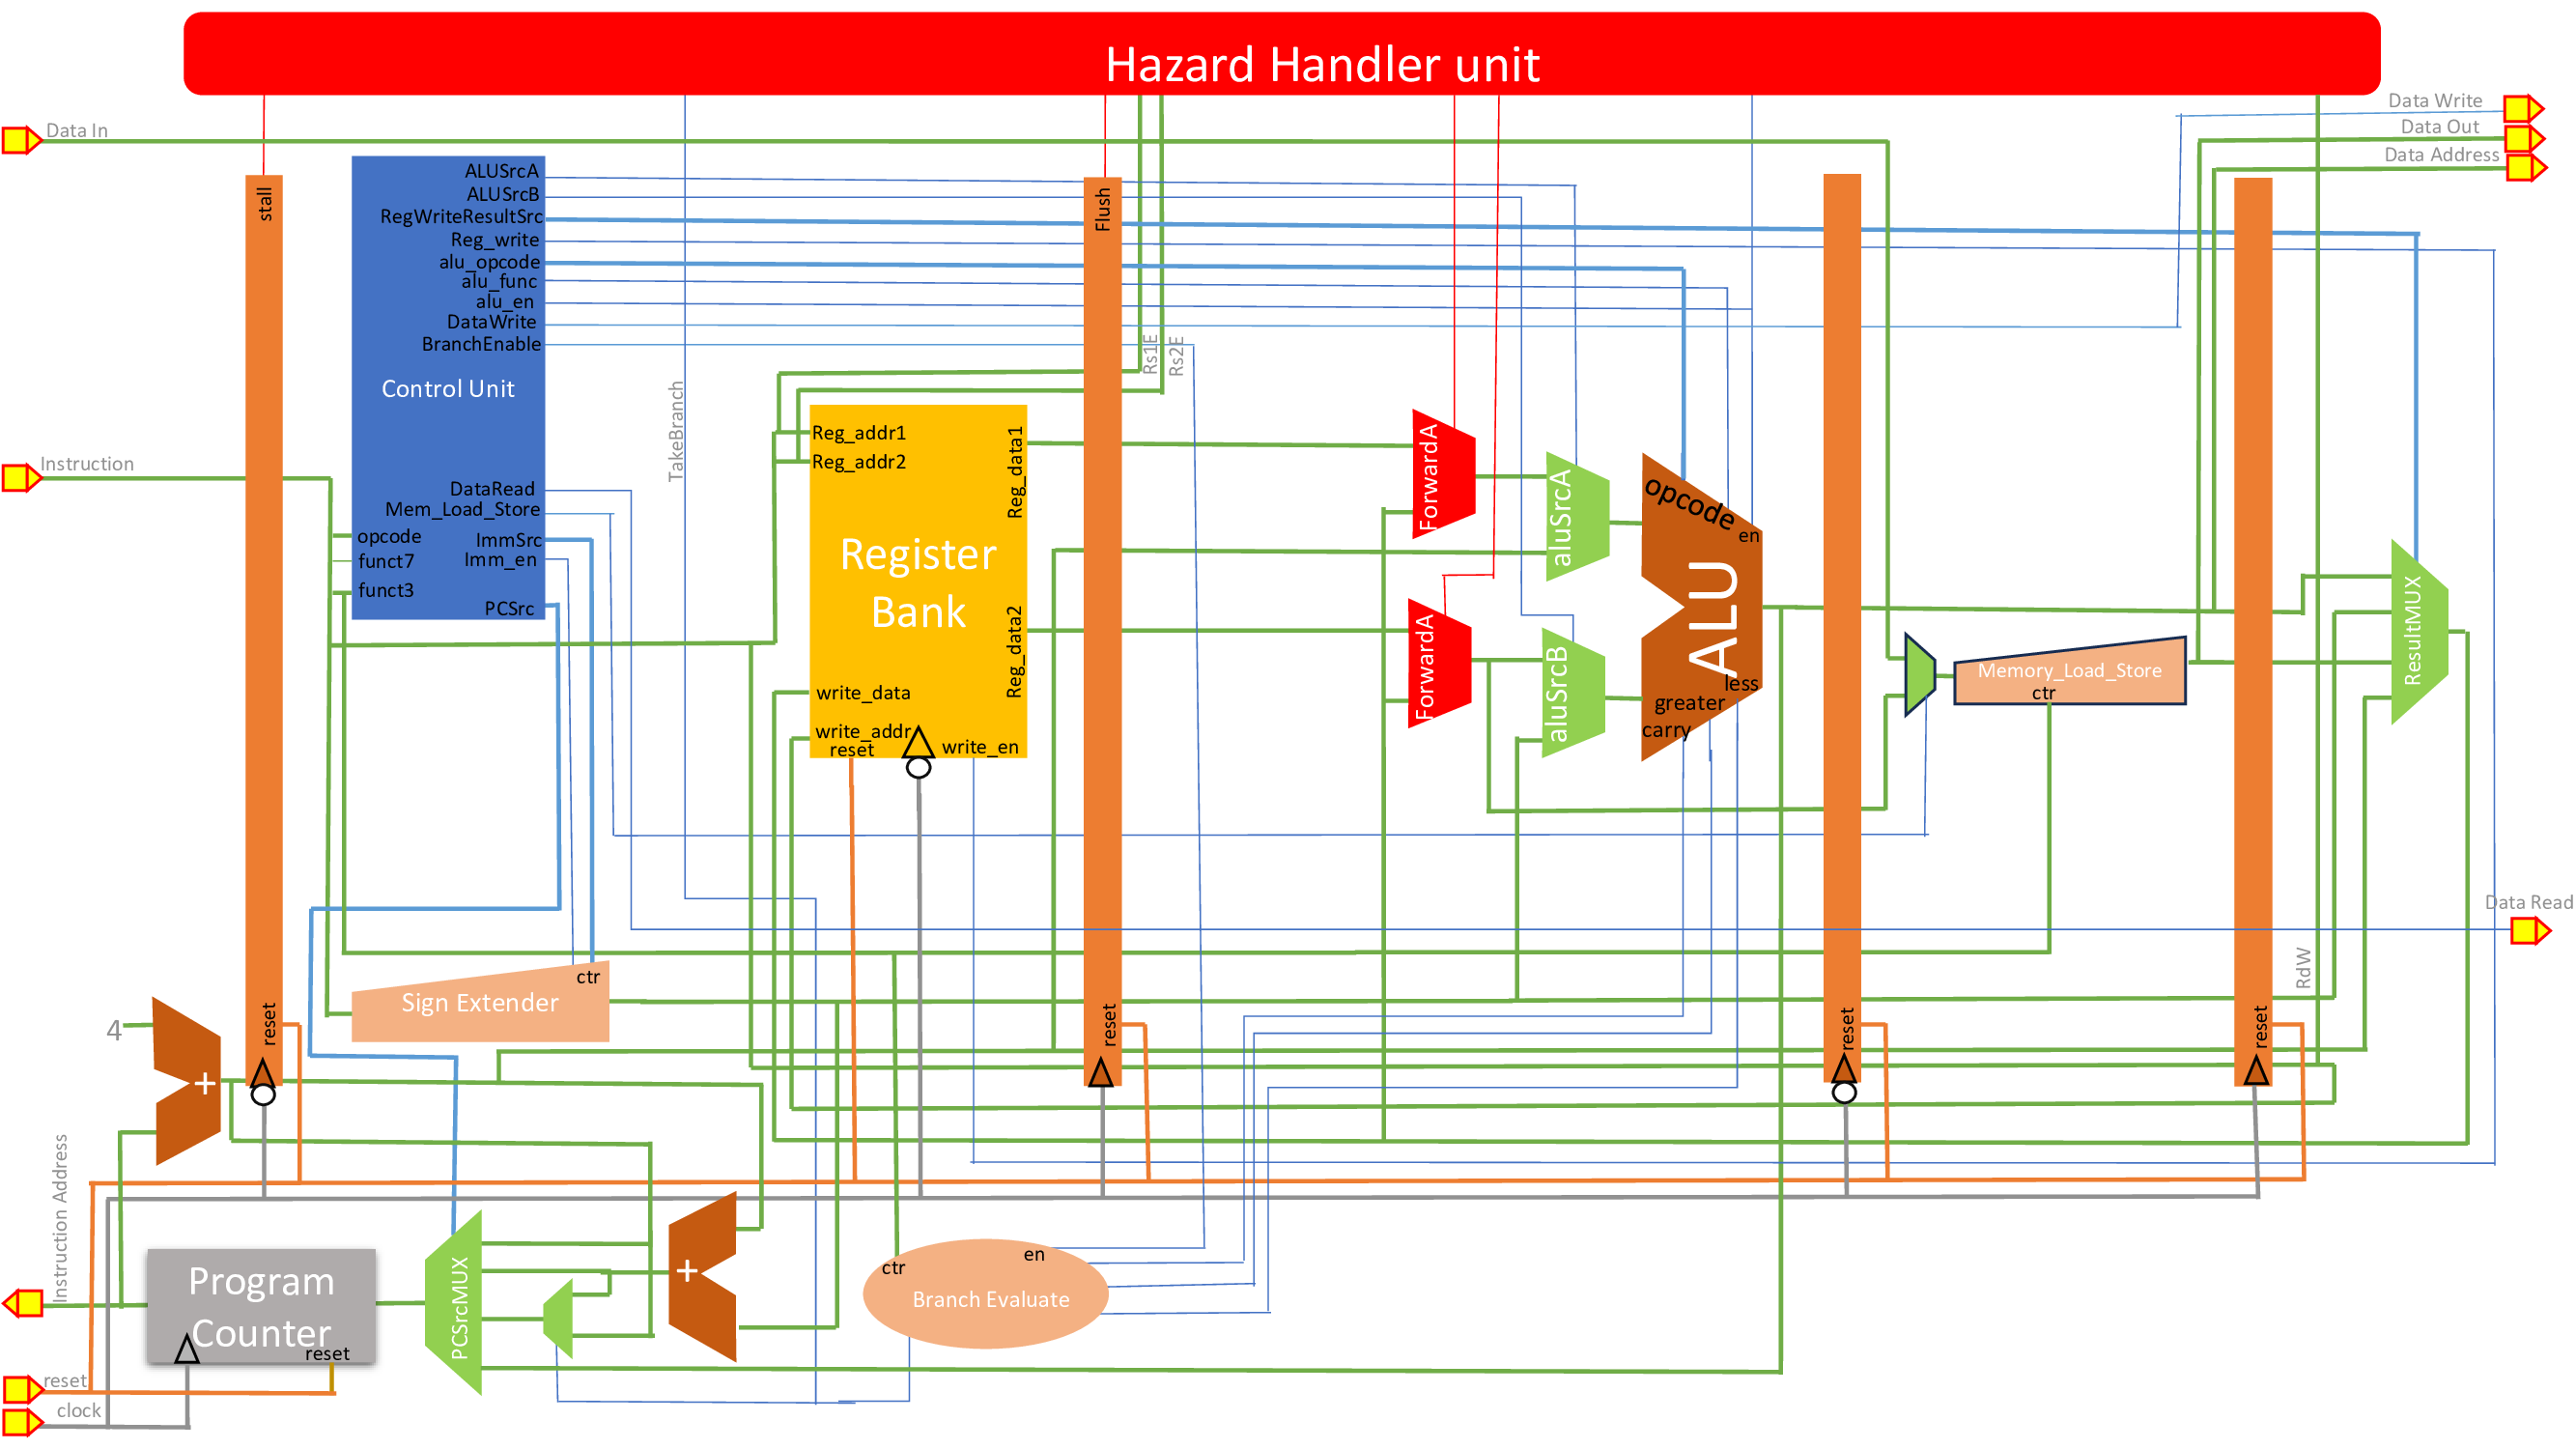 Hazard Handler unit
Data In
Data Write
Data Out
Data Address
stall
ALUSrcA
ALUSrcB
RegWriteResultSrc
Reg_write
alu_opcode
alu_func
alu_en
DataWrite
BranchEnable
Control Unit
DataRead
Mem_Load_Store
opcode
ImmSrc
funct7
Imm_en
funct3
PCSrc
Instruction
TakeBranch
Flush
Rs1E
Rs2E
Reg_addr1
Reg_addr2
Reg_data1
Register
Bank
Reg_data2
write_data
write_addr
reset
write_en
ForwardA
ForwardA
aluSrcA
aluSrcB
opcode
en
ALU
less
greater
carry
Memory_Load_Store
ctr
ResultMUX
Data Read
RdW
ctr
Sign Extender
reset
reset
reset
reset
4
+
Instruction Address
Program
Counter
reset
PCSrcMUX
+
en
ctr
Branch Evaluate
reset
clock